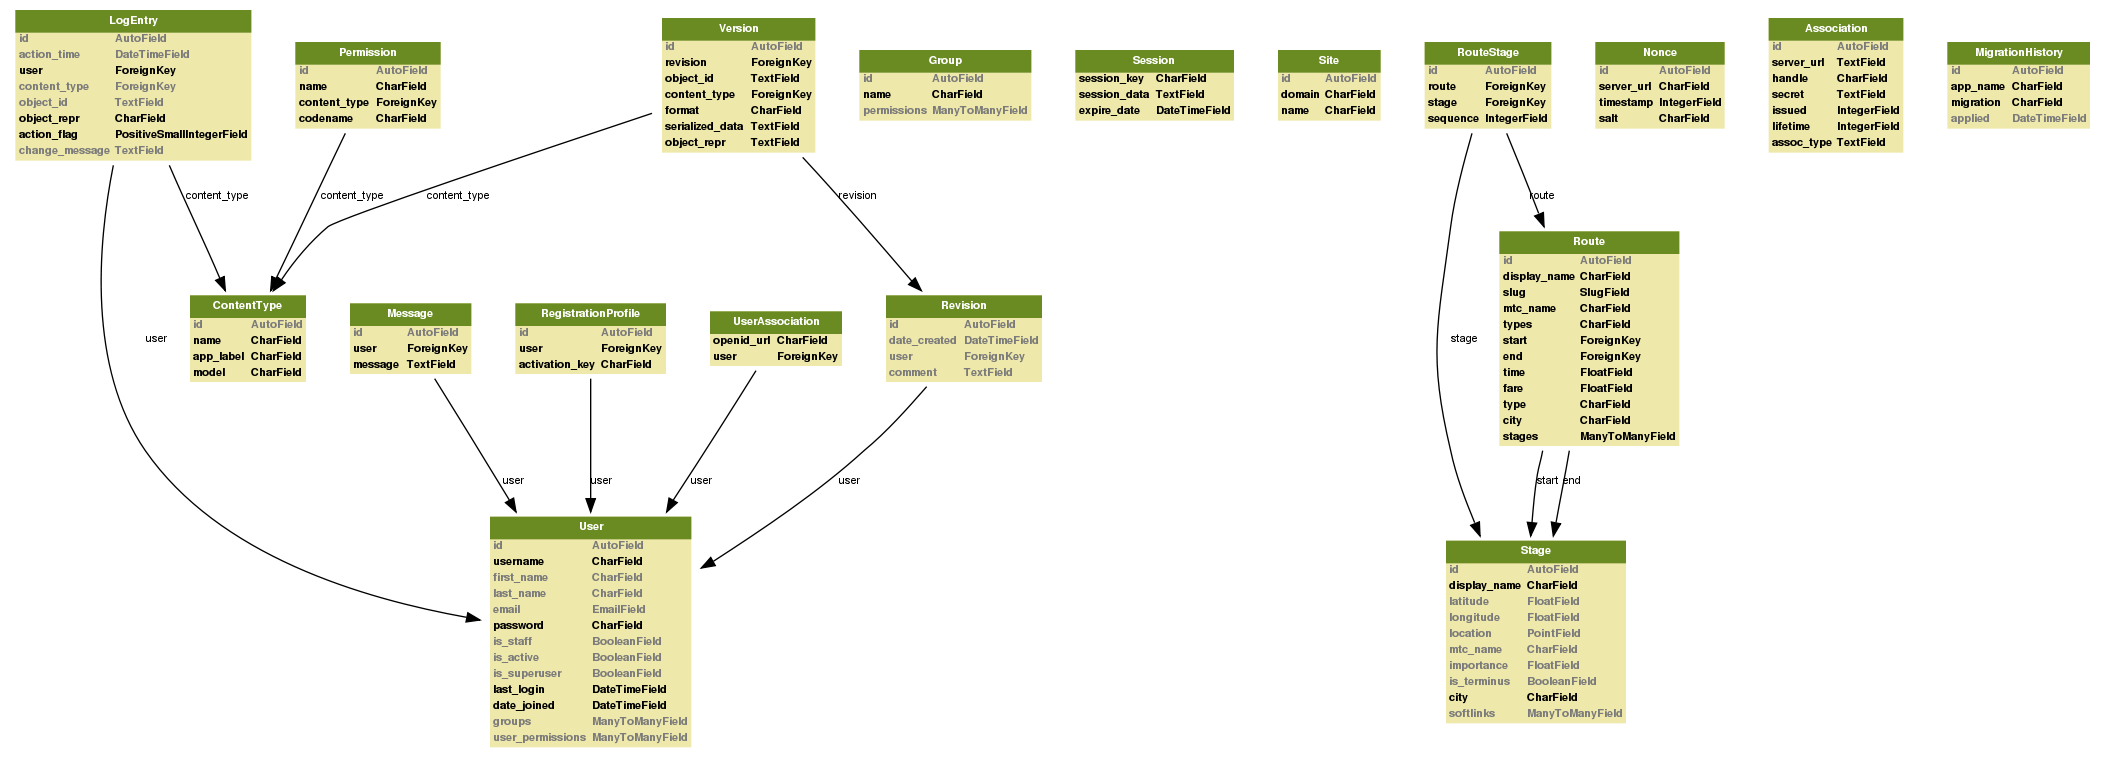 LogEntry
id AutoField
action_time DateTimeField
user ForeignKey
content_type ForeignKey
object_id TextField
object_repr CharField
action_flag PositiveSmallIntegerField
change_message TextField
Permission
id AutoField
name CharField
content_type ForeignKey
codename CharField
Version
id AutoField
revision ForeignKey
object_id TextField
content_type ForeignKey
format CharField
serialized_data TextField
object_repr TextField
Group
id AutoField
name CharField
permissions ManyToManyField
Session
session_key CharField
session_data TextField
expire_date DateTimeField
Site
id AutoField
domain CharField
name CharField
RouteStage
id AutoField
route ForeignKey
stage ForeignKey
sequence IntegerField
Nonce
id AutoField
server_url CharField
timestamp IntegerField
salt CharField
Association
id AutoField
server_url TextField
handle CharField
secret TextField
issued IntegerField
lifetime IntegerField
assoc_type TextField
MigrationHistory
id AutoField
app_name CharField
migration CharField
applied DateTimeField
content_type
content_type
content_type
revision
route
user
stage
ContentType
id AutoField
name CharField
app_label CharField
model CharField
Message
id AutoField
user ForeignKey
message TextField
RegistrationProfile
id AutoField
user ForeignKey
activation_key CharField
UserAssociation
openid_url CharField
user ForeignKey
Revision
id AutoField
date_created DateTimeField
user ForeignKey
comment TextField
Route
id AutoField
display_name CharField
slug SlugField
mtc_name CharField
types CharField
start ForeignKey
end ForeignKey
time FloatField
fare FloatField
type CharField
city CharField
stages ManyToManyField
user
user
user
user
start
end
User
id AutoField
username CharField
first_name CharField
last_name CharField
email EmailField
password CharField
is_staff BooleanField
is_active BooleanField
is_superuser BooleanField
last_login DateTimeField
date_joined DateTimeField
groups ManyToManyField
user_permissions ManyToManyField
Stage
id AutoField
display_name CharField
latitude FloatField
longitude FloatField
location PointField
mtc_name CharField
importance FloatField
is_terminus BooleanField
city CharField
softlinks ManyToManyField